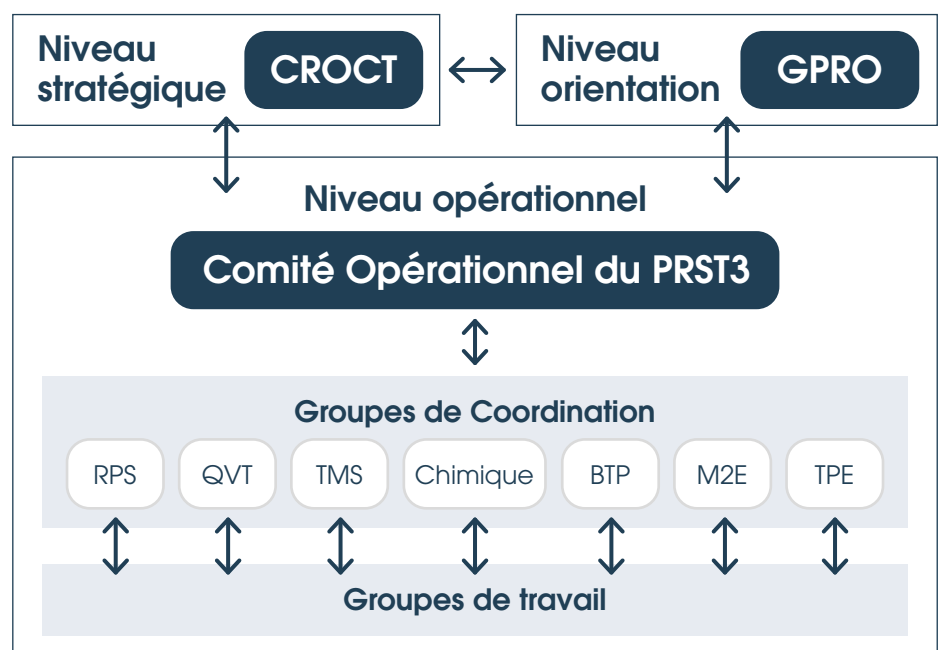 Niveau
stratégique
CROCT
Niveau
orientation
GPRO
Niveau opérationnel
Comité Opérationnel du PRST3
Groupes de Coordination
RPS
QVT
TMS
Chimique
BTP
M2E
TPE
Groupes de travail